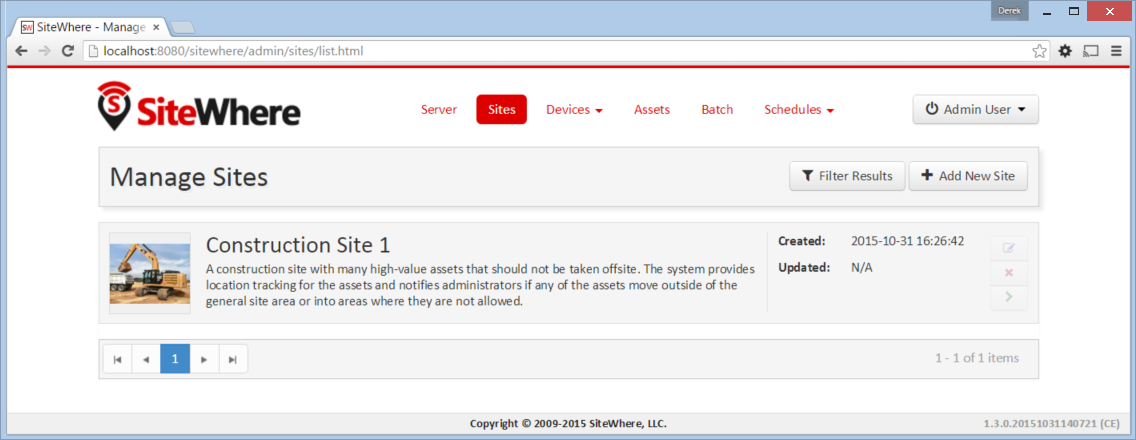 Derek
SW SiteWhere - Manage
localhost:8080/sitewhere/admin/sites/list.html
S SiteWhere
Server Sites Devices Assets Batch Schedules Admin User
Manage Sites Filter Results Add New Site
Construction Site 1
A construction site with many high-value assets that should not be taken offsite. The system provides
location tracking for the assets and notifies administrators if any of the assets move outside of the
general site area or into areas where they are not allowed.
Created: 2015-10-31 16:26:42
Updated: N/A
1 1 - 1 of 1 items
Copyright © 2009-2015 SiteWhere, LLC. 1.3.0.20151031140721 (CE)